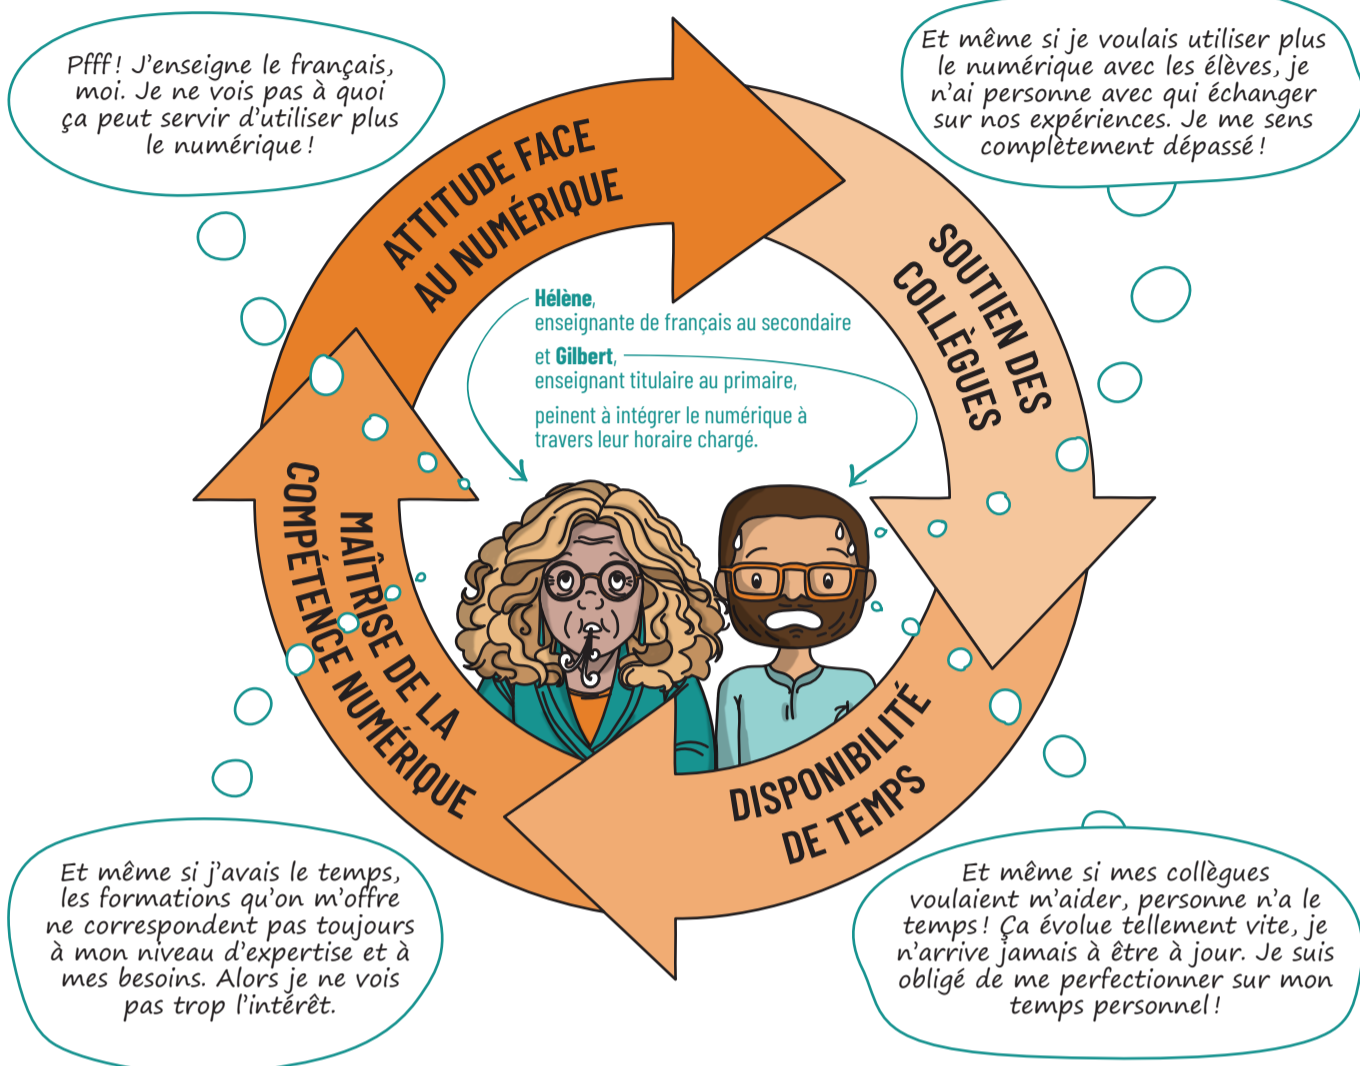 Pfff! J'enseigne le français,
moi. Je ne vois pas à quoi
ça peut servir d'utiliser plus
le numérique!
Et même si je voulais utiliser plus
le numérique avec les élèves, je
n'ai personne avec qui échanger
sur nos expériences. Je me sens
complètement dépassé!
ATTITUDE FACE
AU NUMÉRIQUE
SOUTIEN DES
COLLÈGUES
Hélène,
enseignante de français au secondaire
et Gilbert,
enseignant titulaire au primaire,
peinent à intégrer le numérique à
travers leur horaire chargé.
MAÎTRISE DE LA
COMPÉTENCE NUMÉRIQUE
DISPONIBILITÉ
DE TEMPS
Et même si j'avais le temps,
les formations qu'on m'offre
ne correspondent pas toujours
à mon niveau d'expertise et à
mes besoins. Alors je ne vois
pas trop l'intérêt.
Et même si mes collègues
voulaient m'aider, personne n'a le
temps! Ça évolue tellement vite, je
n'arrive jamais à être à jour. Je suis
obligé de me perfectionner sur mon
temps personnel!